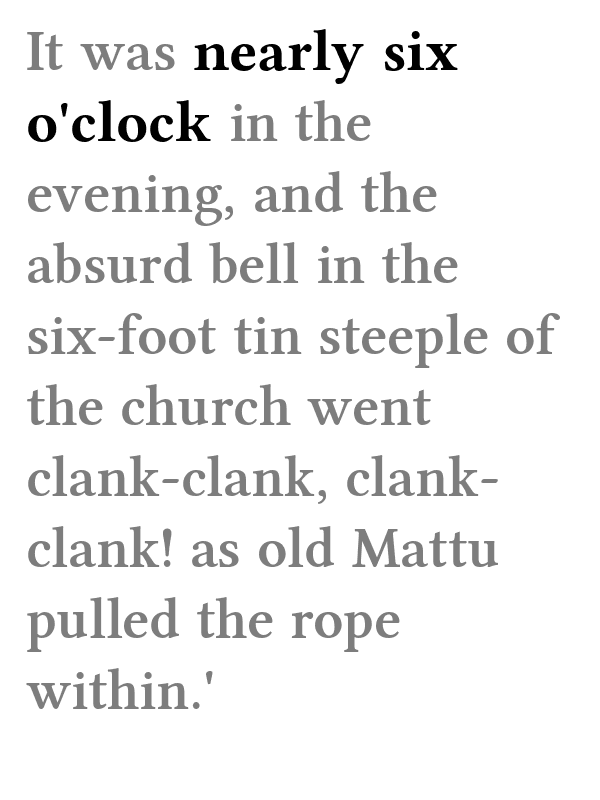 It was nearly six
o'clock in the
evening, and the
absurd bell in the
six-foot tin steeple of
the church went
clank-clank, clank-
clank! as old Mattu
pulled the rope
within.'